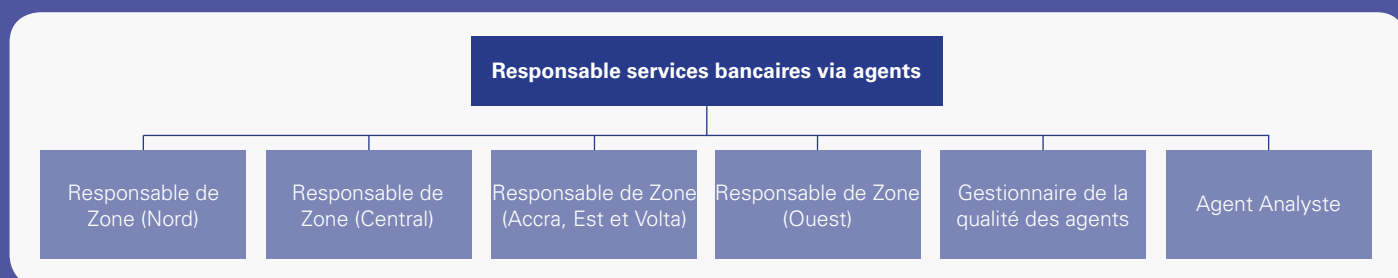 Responsable services bancaires via agents
Responsable de
Zone (Nord)
Responsable de
Zone (Central)
Responsable de Zone
(Accra, Est et Volta)
Responsable de Zone
(Ouest)
Gestionnaire de la
qualité des agents
Agent Analyste